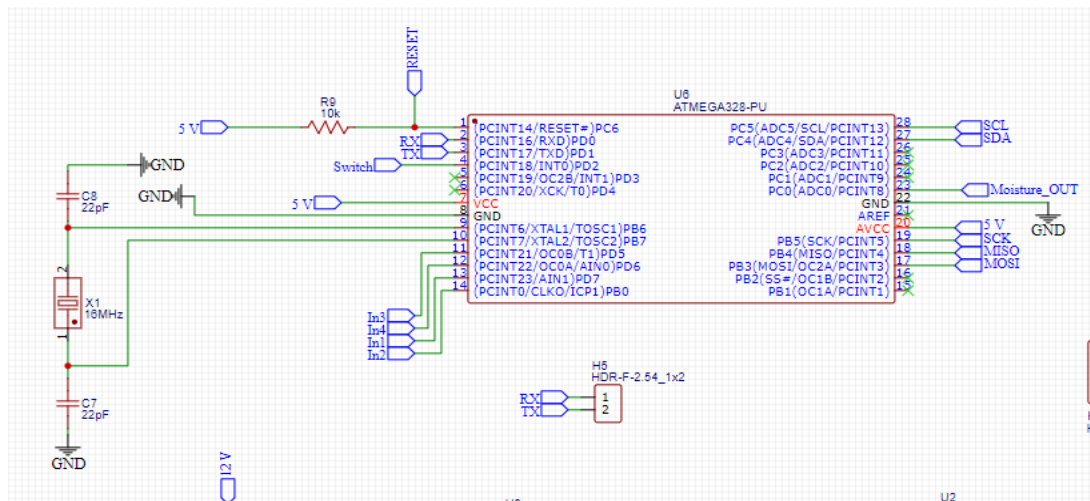 RESET
U6
ATMEGA328-PU
R9
10k
5 V
1 (PCINT14/RESET#)PC6
RX 2 (PCINT16/RXD)PD0
TX 3 (PCINT17/TXD)PD1
Switch 4 (PCINT18/INT0)PD2
5 (PCINT19/OC2B/INT1)PD3
6 (PCINT20/XCK/T0)PD4
5 V 7 VCC
GND 8 GND
9 (PCINT6/XTAL1/TOSC1)PB6
10 (PCINT7/XTAL2/TOSC2)PB7
11 (PCINT21/OC0B/T1)PD5
12 (PCINT22/OC0A/AIN0)PD6
13 (PCINT23/AIN1)PD7
14 (PCINT0/CLKO/ICP1)PB0
PC5(ADC5/SCL/PCINT13) 28 SCL
PC4(ADC4/SDA/PCINT12) 27 SDA
PC3(ADC3/PCINT11) 26
PC2(ADC2/PCINT10) 25
PC1(ADC1/PCINT9) 24
PC0(ADC0/PCINT8) 23 Moisture_OUT
GND 22 GND
AREF 21
AVCC 20 5 V
PB5(SCK/PCINT5) 19 SCK
PB4(MISO/PCINT4) 18 MISO
PB3(MOSI/OC2A/PCINT3) 17 MOSI
PB2(SS#/OC1B/PCINT2) 16
PB1(OC1A/PCINT1) 15
GND
C8
22pF
2
X1
16MHz
1
C7
22pF
GND
In3
In4
In1
In2
H5
HDR-F-2.54_1x2
RX 1
TX 2
12 V
U2